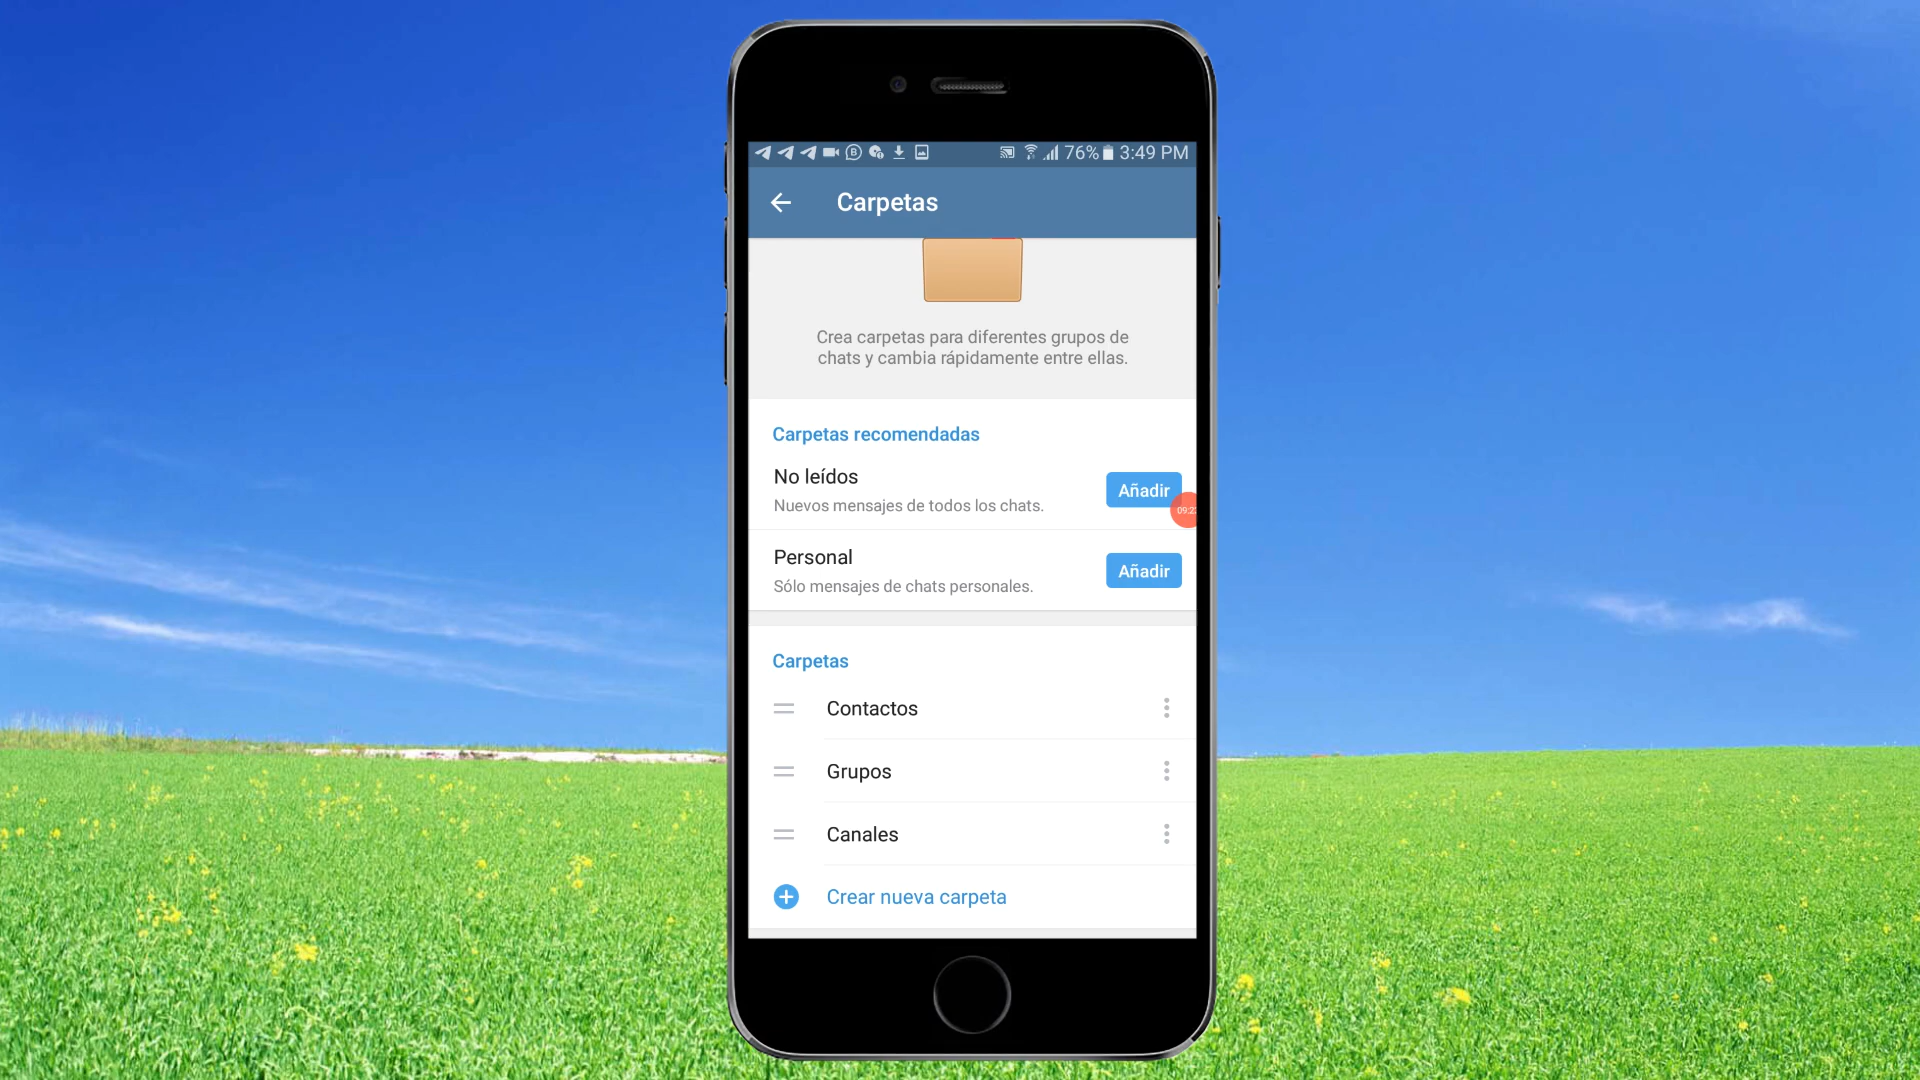 76% 3:49 PM
Carpetas
Crea carpetas para diferentes grupos de
chats y cambia rápidamente entre ellas.
Carpetas recomendadas
No leídos
Nuevos mensajes de todos los chats.
Añadir
Personal
Sólo mensajes de chats personales.
Añadir
Carpetas
Contactos
Grupos
Canales
Crear nueva carpeta